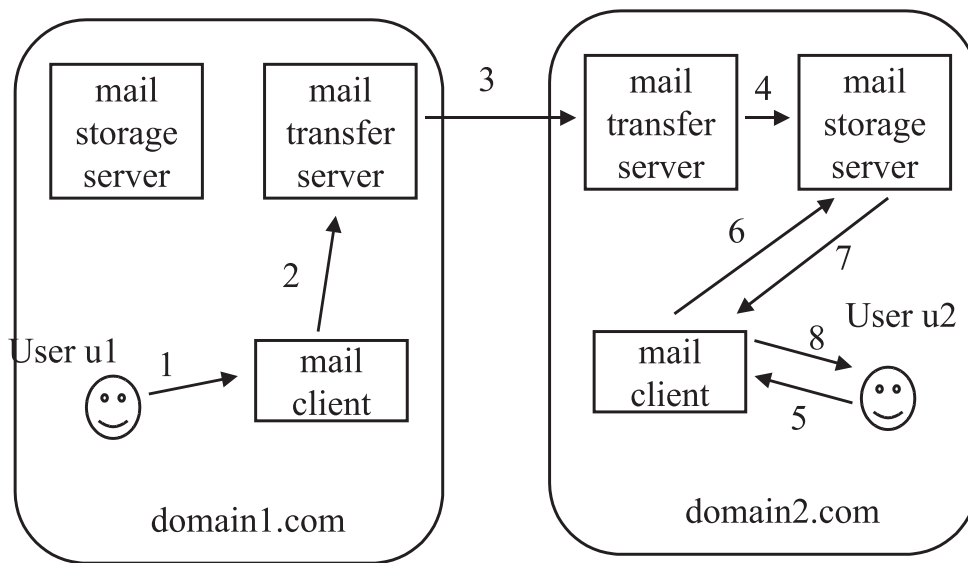 mail
storage
server
mail
transfer
server
3
mail
transfer
server
4
mail
storage
server
2
6
7
User u1
1
mail
client
mail
client
8
5
User u2
domain1.com
domain2.com